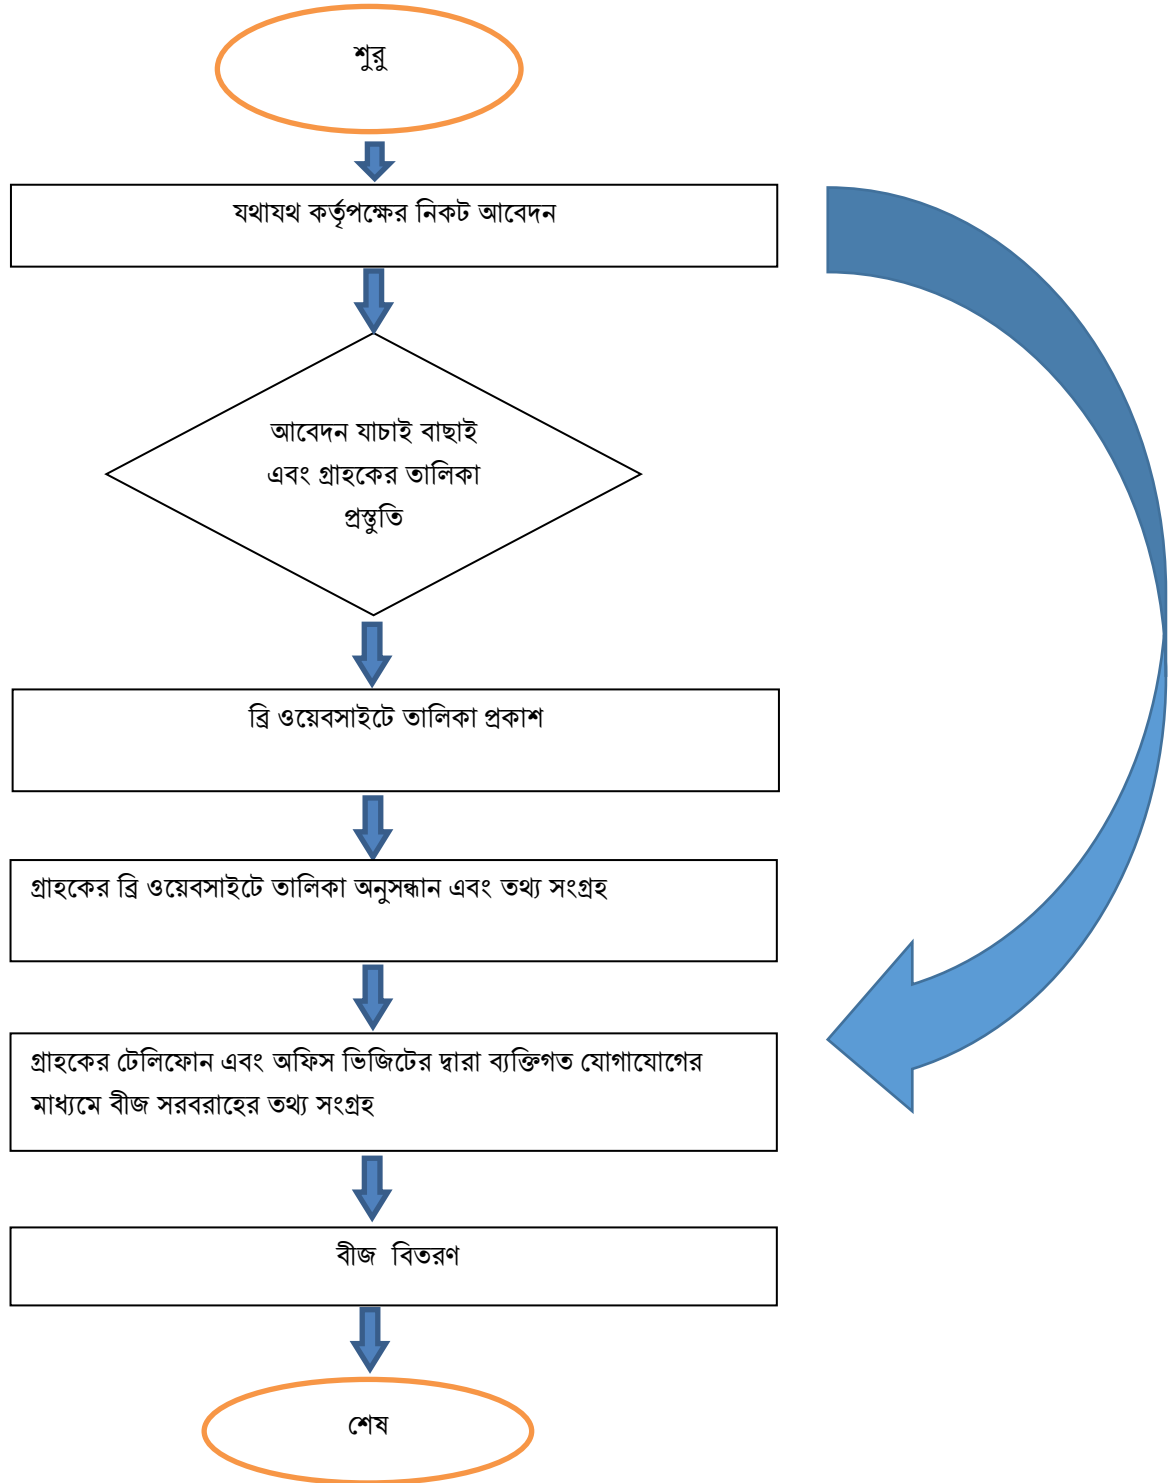 শুরু
যথাযথ কর্তৃপক্ষের নিকট আবেদন
আবেদন যাচাই বাছাই
এবং গ্রাহকের তালিকা
প্রস্তুতি
ব্রি ওয়েবসাইটে তালিকা প্রকাশ
গ্রাহকের ব্রি ওয়েবসাইটে তালিকা অনুসন্ধান এবং তথ্য সংগ্রহ
গ্রাহকের টেলিফোন এবং অফিস ভিজিটের দ্বারা ব্যক্তিগত যোগাযোগের
মাধ্যমে বীজ সরবরাহের তথ্য সংগ্রহ
বীজ  বিতরণ
শেষ